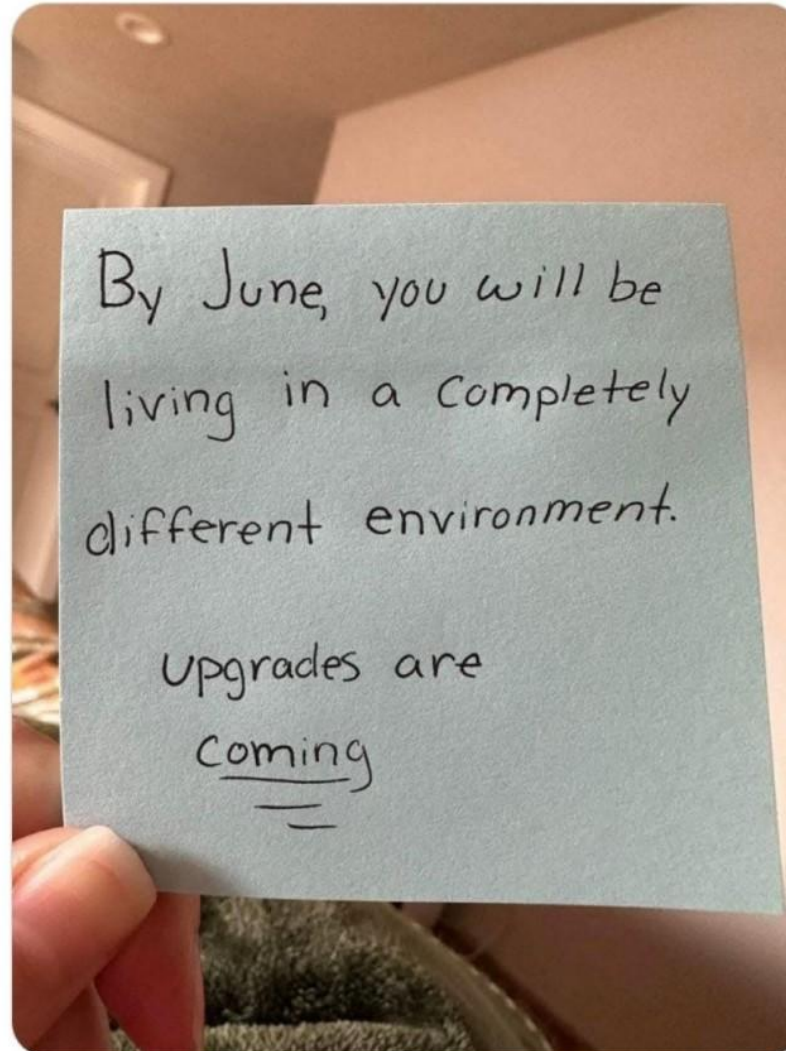 By June, you will be
living in a completely
different environment.
Upgrades are
coming